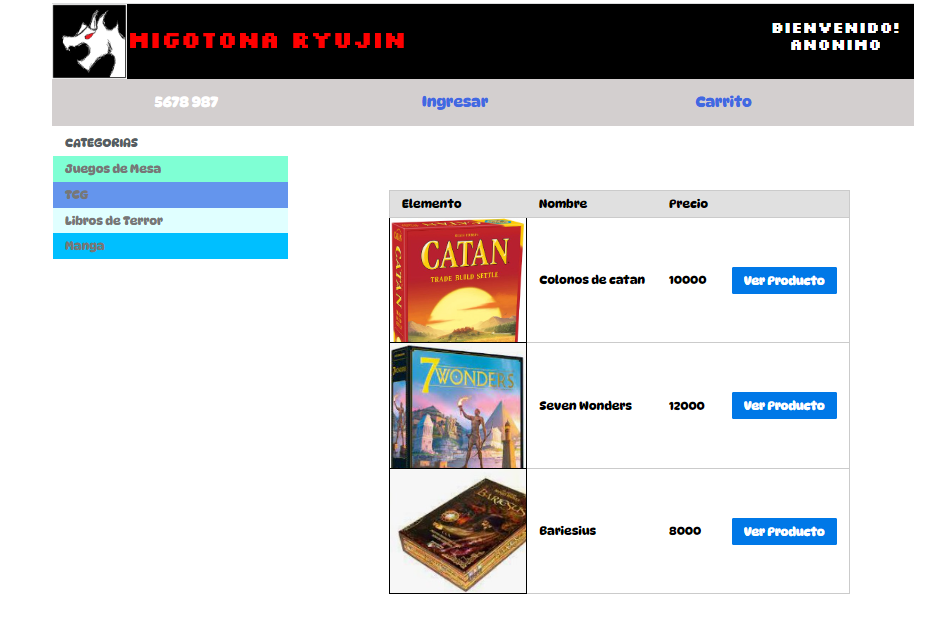 MIGOTONA RYUJIN
BIENVENIDO!
ANONIMO
5678 987
Ingresar
Carrito
CATEGORIAS
Juegos de Mesa
TCG
Libros de Terror
Manga
Elemento Nombre Precio
CATAN
CATAN
TRADE BUILD SETTLE
Colonos de catan 10000 Ver Producto
7 WONDERS
Seven Wonders 12000 Ver Producto
BARIESUS
Bariesius 8000 Ver Producto